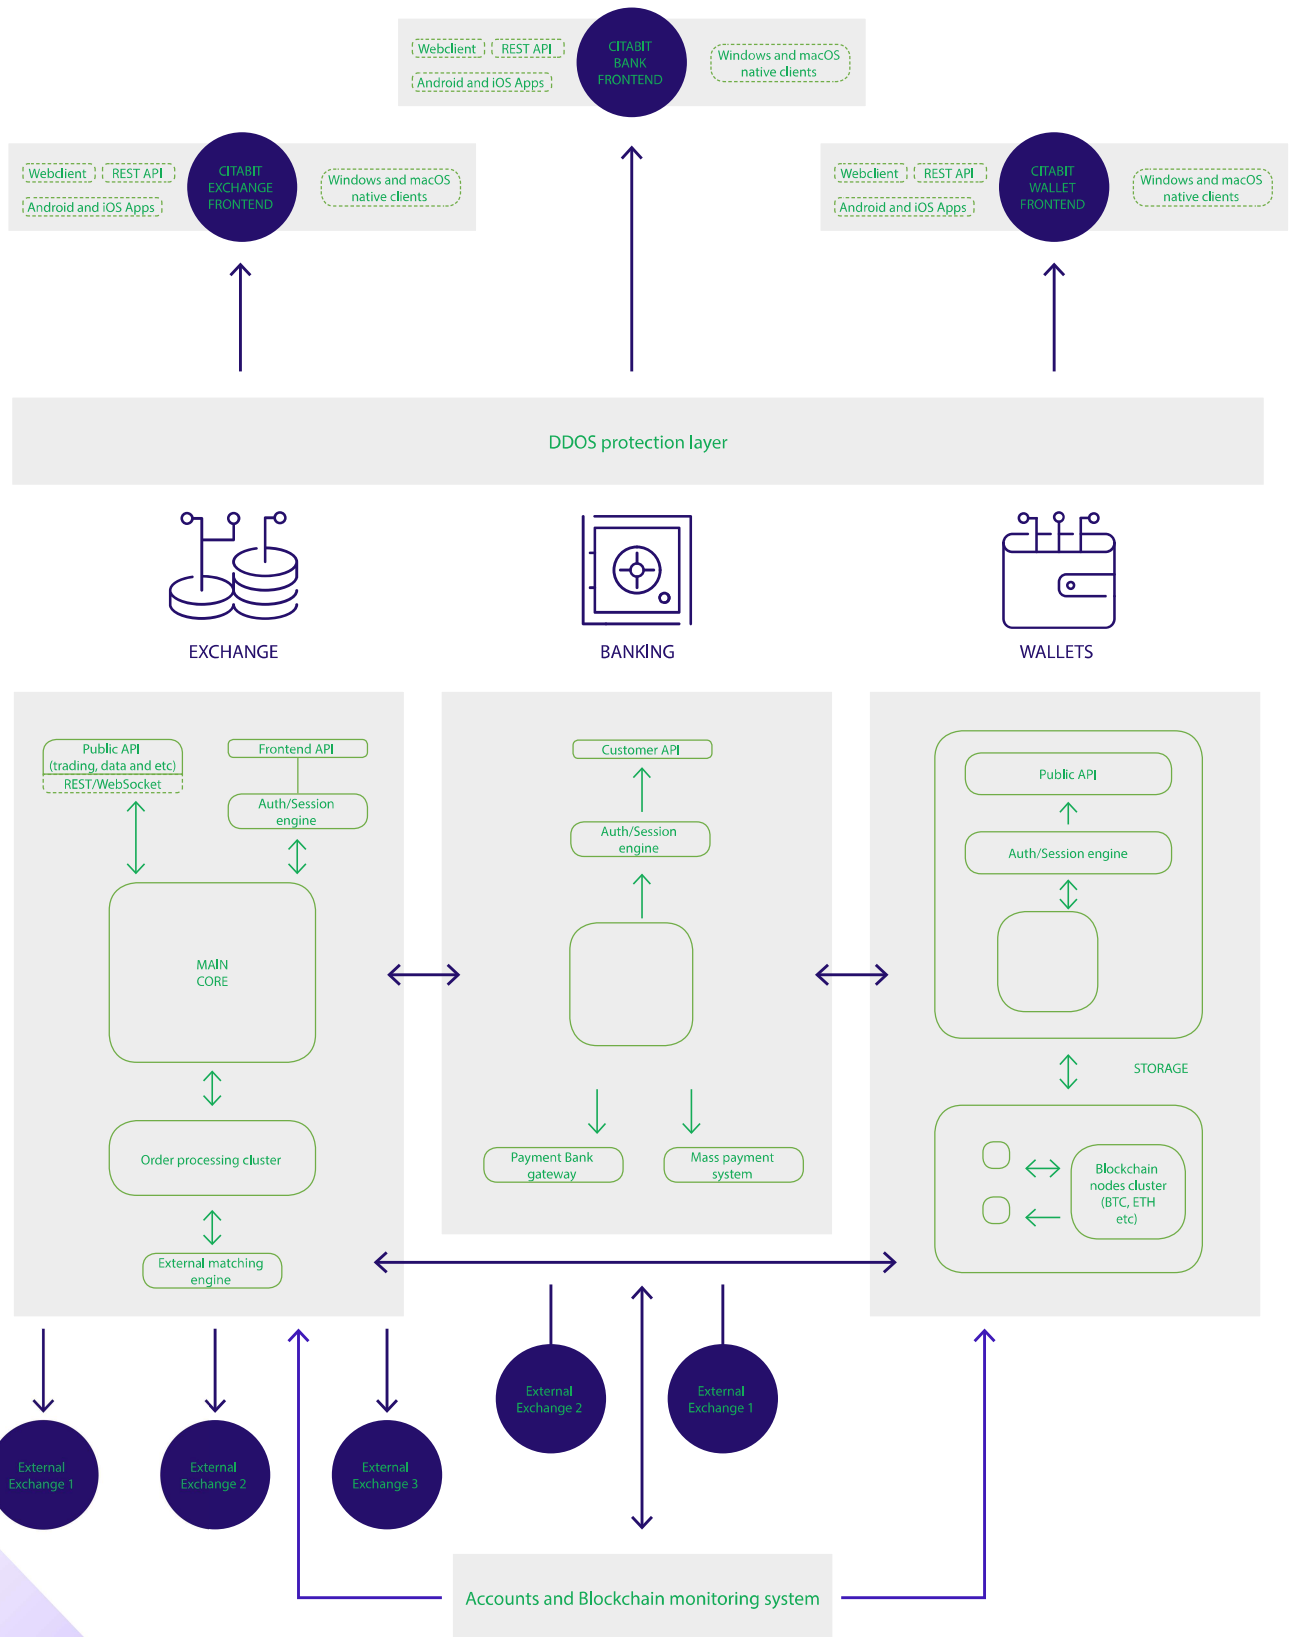 Webclient
REST API
Android and iOS Apps
CITABIT
BANK
FRONTEND
Windows and macOS
native clients
Webclient
REST API
Android and iOS Apps
CITABIT
EXCHANGE
FRONTEND
Windows and macOS
native clients
Webclient
REST API
Android and iOS Apps
CITABIT
WALLET
FRONTEND
Windows and macOS
native clients
DDOS protection layer
EXCHANGE
BANKING
WALLETS
Public API
(trading, data and etc)
REST/WebSocket
Frontend API
Auth/Session
engine
MAIN
CORE
Order processing cluster
External matching
engine
Customer API
Auth/Session
engine
Payment Bank
gateway
Mass payment
system
Public API
Auth/Session engine
STORAGE
Blockchain
nodes cluster
(BTC, ETH
etc)
External
Exchange 2
External
Exchange 1
External
Exchange 1
External
Exchange 2
External
Exchange 3
Accounts and Blockchain monitoring system